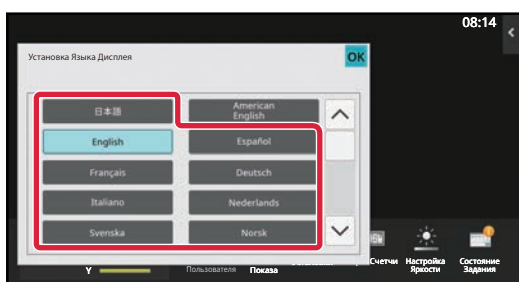 08:14
Установка Языка Дисплея
OK
日本語
American
English
English
Español
Français
Deutsch
Italiano
Nederlands
Svenska
Norsk
Счетчи
Настройка
Яркости
Состояние
Задания
Y
Пользователя
Показа